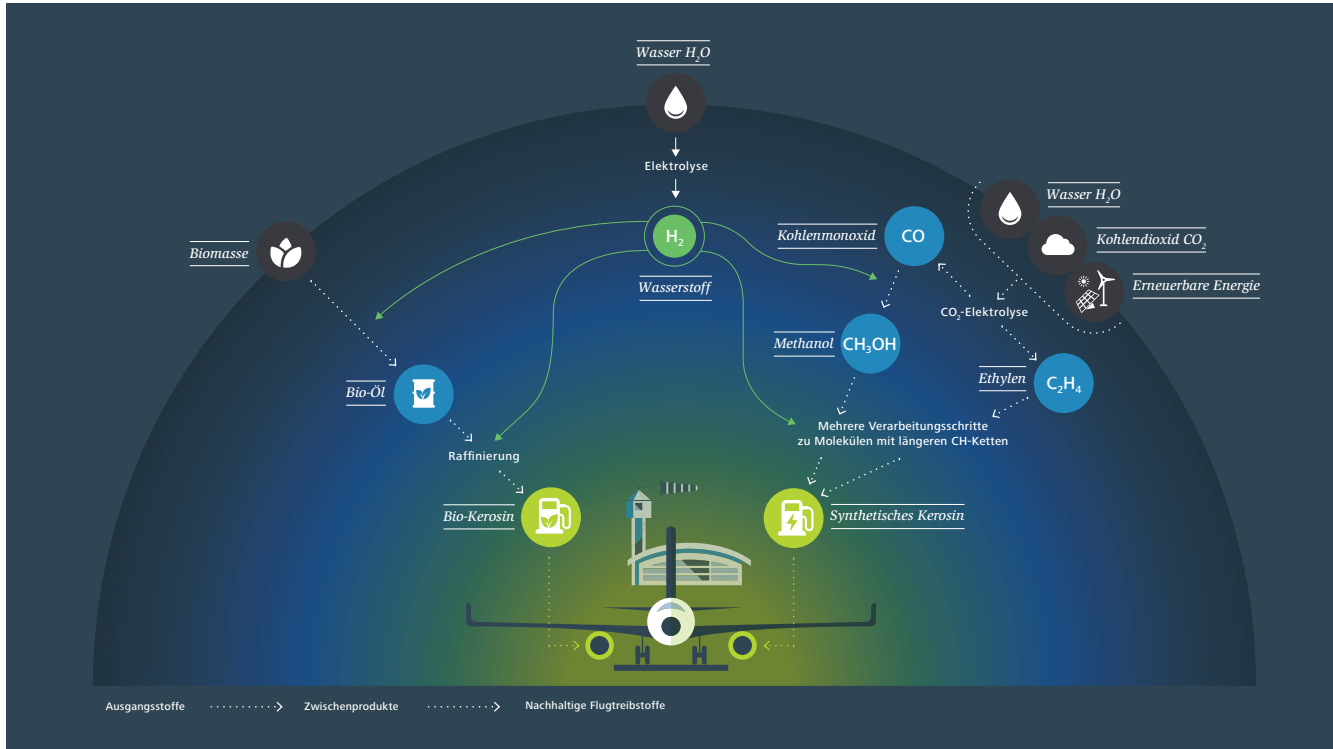 Wasser H₂O
Elektrolyse
H₂
Wasserstoff
Biomasse
Bio-Öl
Raffinierung
Bio-Kerosin
Kohlenmonoxid
CO
Wasser H₂O
Kohlendioxid CO₂
Erneuerbare Energie
CO₂-Elektrolyse
Methanol
CH₃OH
Ethylen
C₂H₄
Mehrere Verarbeitungsschritte
zu Molekülen mit längeren CH-Ketten
Synthetisches Kerosin
Ausgangsstoffe
Zwischenprodukte
Nachhaltige Flugtreibstoffe